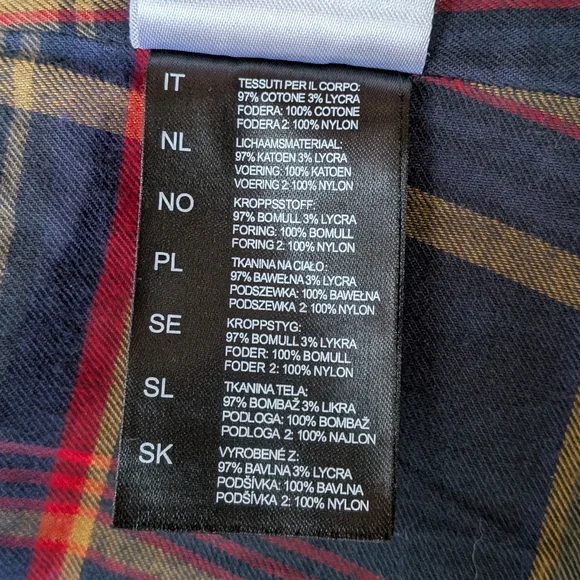 IT TESSUTI PER IL CORPO:
97% COTONE 3% LYCRA
FODERA: 100% COTONE
FODERA 2: 100% NYLON
NL LICHAAMSMATERIAAL:
97% KATOEN 3% LYCRA
VOERING: 100% KATOEN
VOERING 2: 100% NYLON
NO KROPPSSTOFF:
97% BOMULL 3% LYCRA
FORING: 100% BOMULL
FORING 2: 100% NYLON
PL TKANINA NA CIAŁO:
97% BAWEŁNA 3% LYCRA
PODSZEWKA: 100% BAWEŁNA
PODSZEWKA 2: 100% NYLON
SE KROPPSTYG:
97% BOMULL 3% LYKRA
FODER: 100% BOMULL
FODER 2: 100% NYLON
SL TKANINA TELA:
97% BOMBAŽ 3% LIKRA
PODLOGA: 100% BOMBAŽ
PODLOGA 2: 100% NAJLON
SK VYROBENÉ Z:
97% BAVLNA 3% LYCRA
PODŠÍVKA: 100% BAVLNA
PODŠÍVKA 2: 100% NYLON